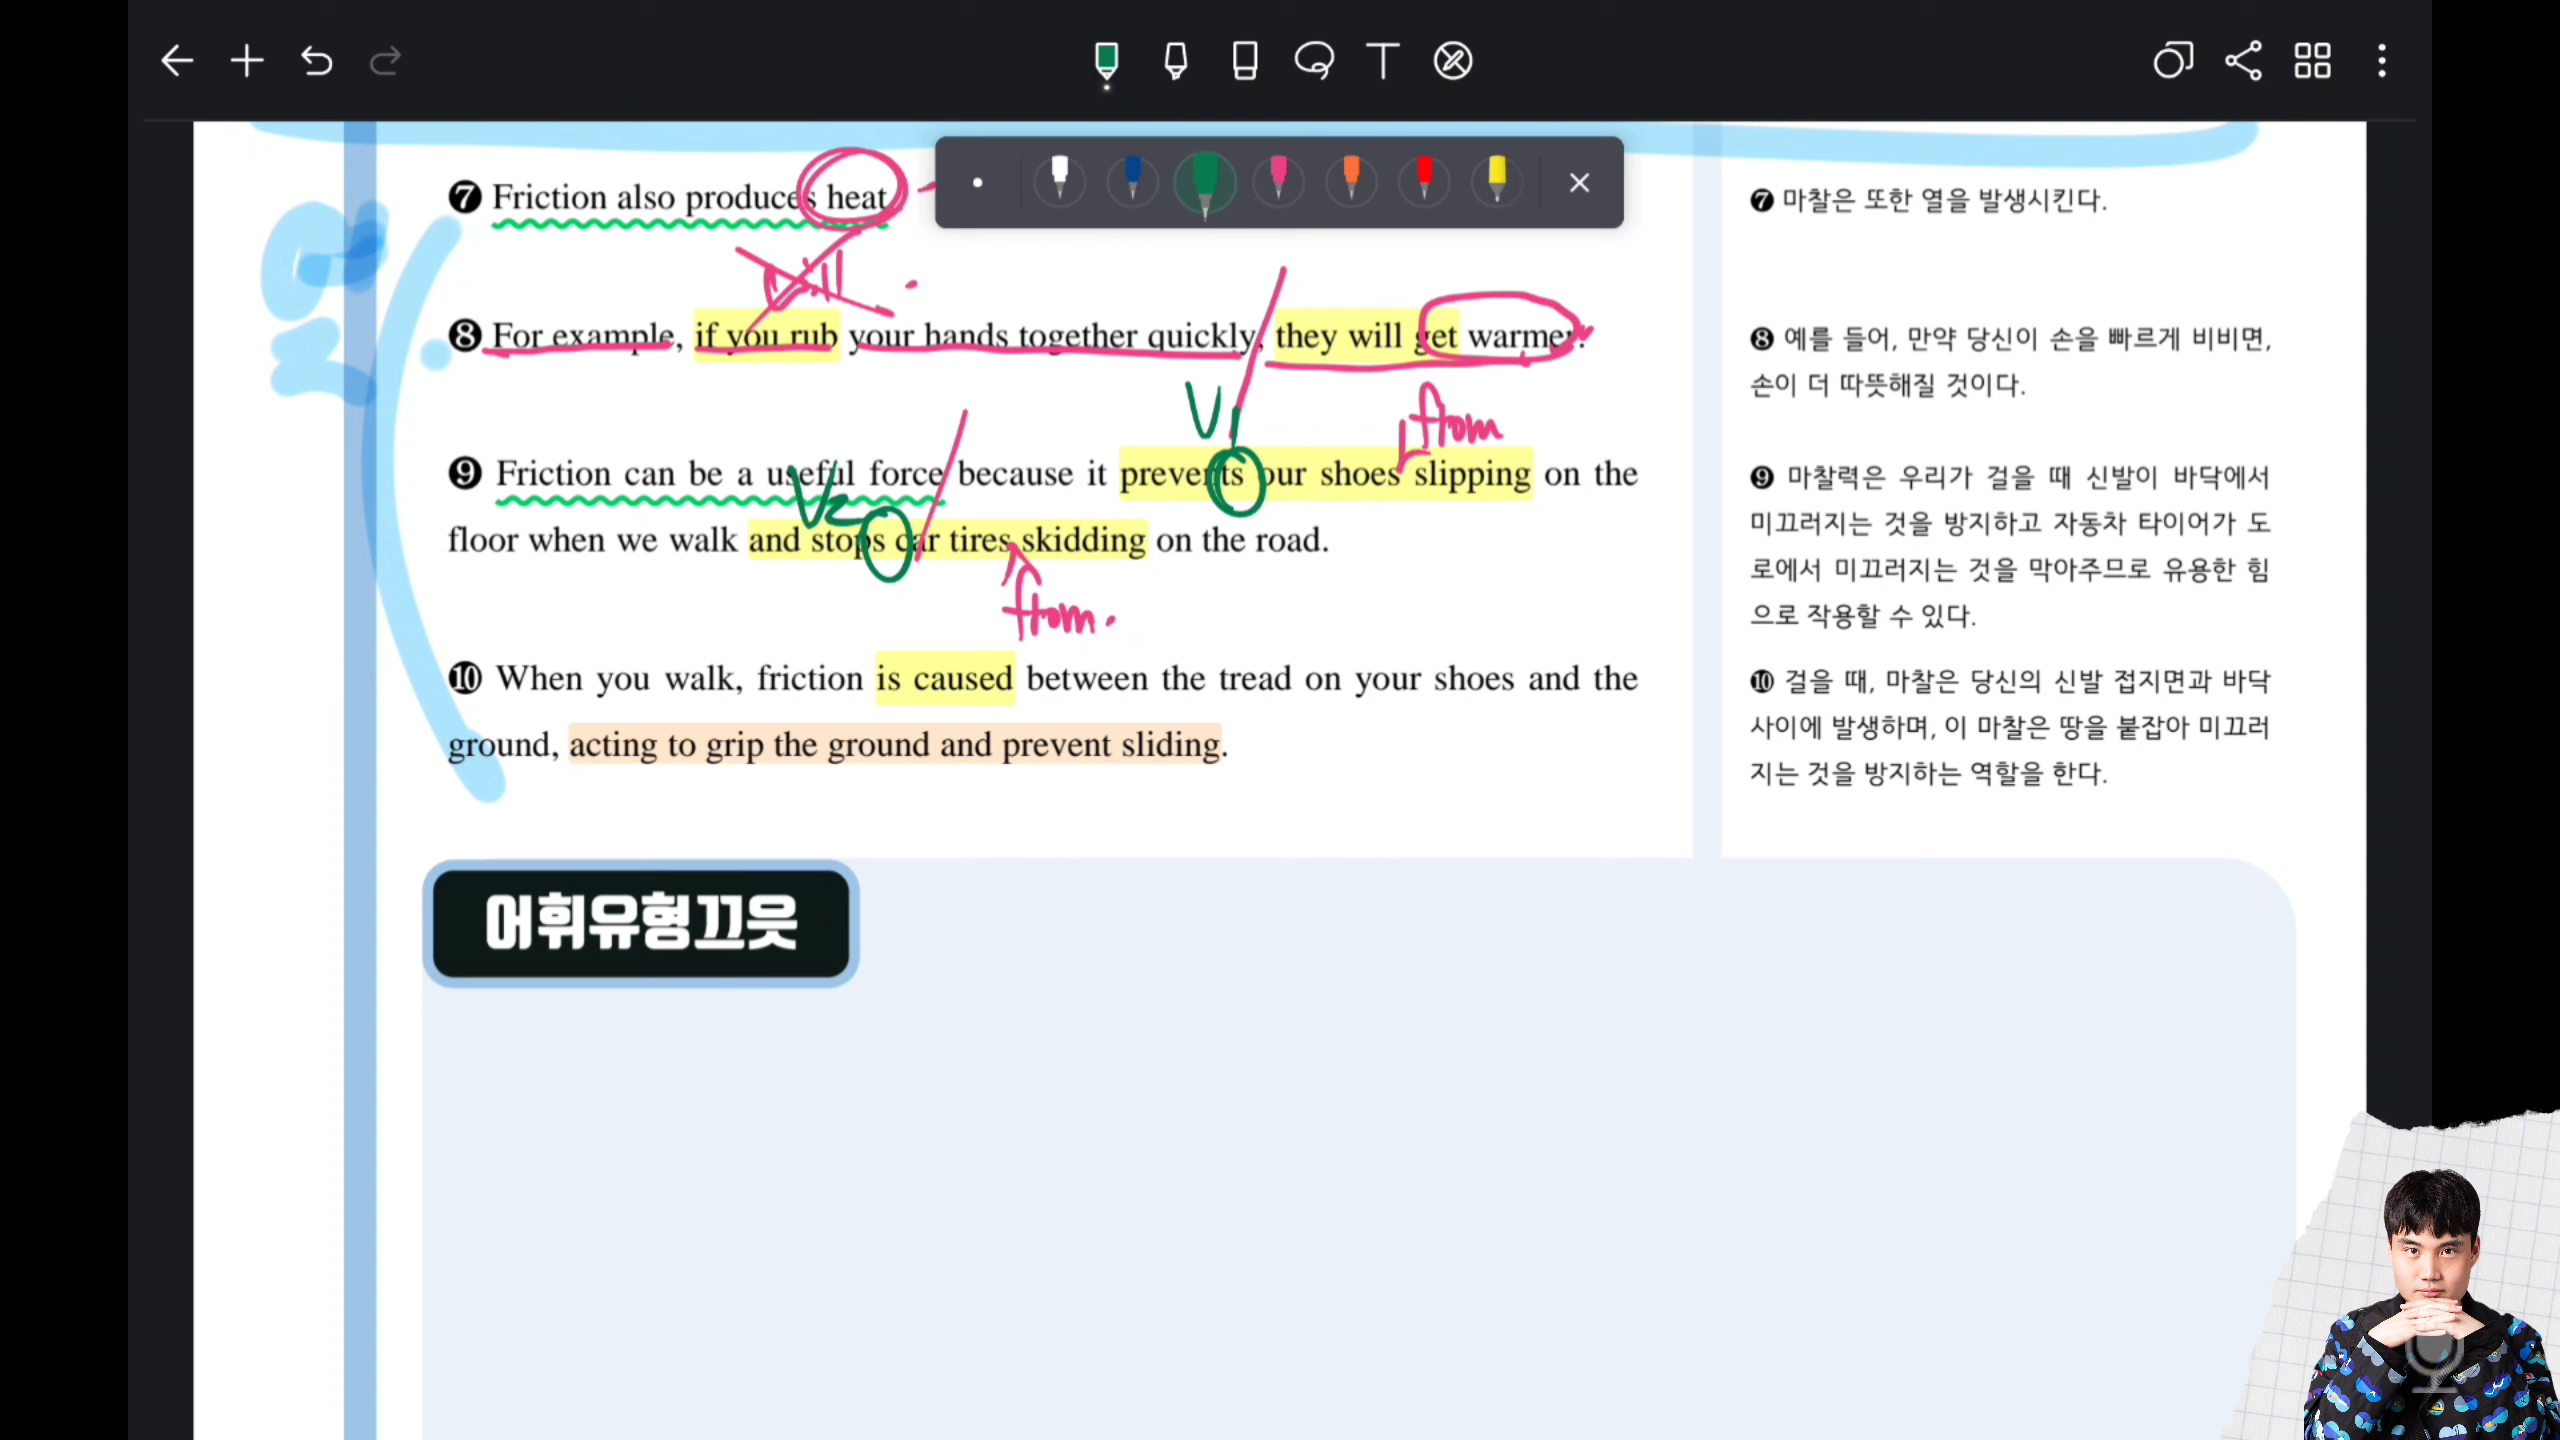 ❼ Friction also produces heat
❼ 마찰은 또한 열을 발생시킨다.
will
❽ For example, if you rub your hands together quickly, they will get warmer.
❽ 예를 들어, 만약 당신이 손을 빠르게 비비면,
손이 더 따뜻해질 것이다.
V1
from
❾ Friction can be a useful force because it prevents our shoes slipping on the
V2
floor when we walk and stops car tires skidding on the road.
from.
❾ 마찰력은 우리가 걸을 때 신발이 바닥에서
미끄러지는 것을 방지하고 자동차 타이어가 도
로에서 미끄러지는 것을 막아주므로 유용한 힘
으로 작용할 수 있다.
❿ When you walk, friction is caused between the tread on your shoes and the
ground, acting to grip the ground and prevent sliding.
❿ 걸을 때, 마찰은 당신의 신발 접지면과 바닥
사이에 발생하며, 이 마찰은 땅을 붙잡아 미끄러
지는 것을 방지하는 역할을 한다.
어휘유형끄읏